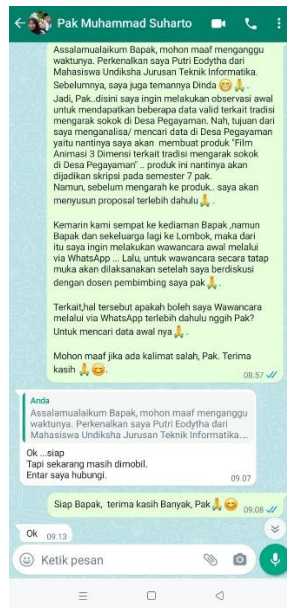 Pak Muhammad Suharto
Assalamualaikum Bapak, mohon maaf menganggu
waktunya. Perkenalkan saya Putri Eodytha dari
Mahasiswa Undiksha Jurusan Teknik Informatika.
Sebelumnya, saya juga temannya Dinda 😁🙏.
Jadi, Pak..disini saya ingin melakukan observasi awal
untuk mendapatkan beberapa data valid terkait tradisi
mengarak sokok di Desa Pegayaman. Nah, tujuan dari
saya menganalisa/ mencari data di Desa Pegayaman
yaitu nantinya saya akan membuat produk "Film
Animasi 3 Dimensi terkait tradisi mengarak sokok
di Desa Pegayaman" .. produk ini nantinya akan
dijadikan skripsi pada semester 7 pak.
Namun, sebelum mengarah ke produk.. saya akan
menyusun proposal terlebih dahulu🙏.
Kemarin kami sempat ke kediaman Bapak ,namun
Bapak dan sekeluarga lagi ke Lombok, maka dari
itu saya ingin melakukan wawancara awal melalui
via WhatsApp ... Lalu, untuk wawancara secara tatap
muka akan dilaksanakan setelah saya berdiskusi
dengan dosen pembimbing saya pak🙏.
Terkait,hal tersebut apakah boleh saya Wawancara
melalui via WhatsApp terlebih dahulu nggih Pak?
Untuk mencari data awal nya🙏.
Mohon maaf jika ada kalimat salah, Pak. Terima
kasih 🙏😊.
08.57
Anda
Assalamualaikum Bapak, mohon maaf menganggu
waktunya. Perkenalkan saya Putri Eodytha dari
Mahasiswa Undiksha Jurusan Teknik Informatika....
Ok ...siap
Tapi sekarang masih dimobil.
Entar saya hubungi.
09.07
Siap Bapak, terima kasih Banyak, Pak🙏😊
09.08
Ok 09.13
Ketik pesan